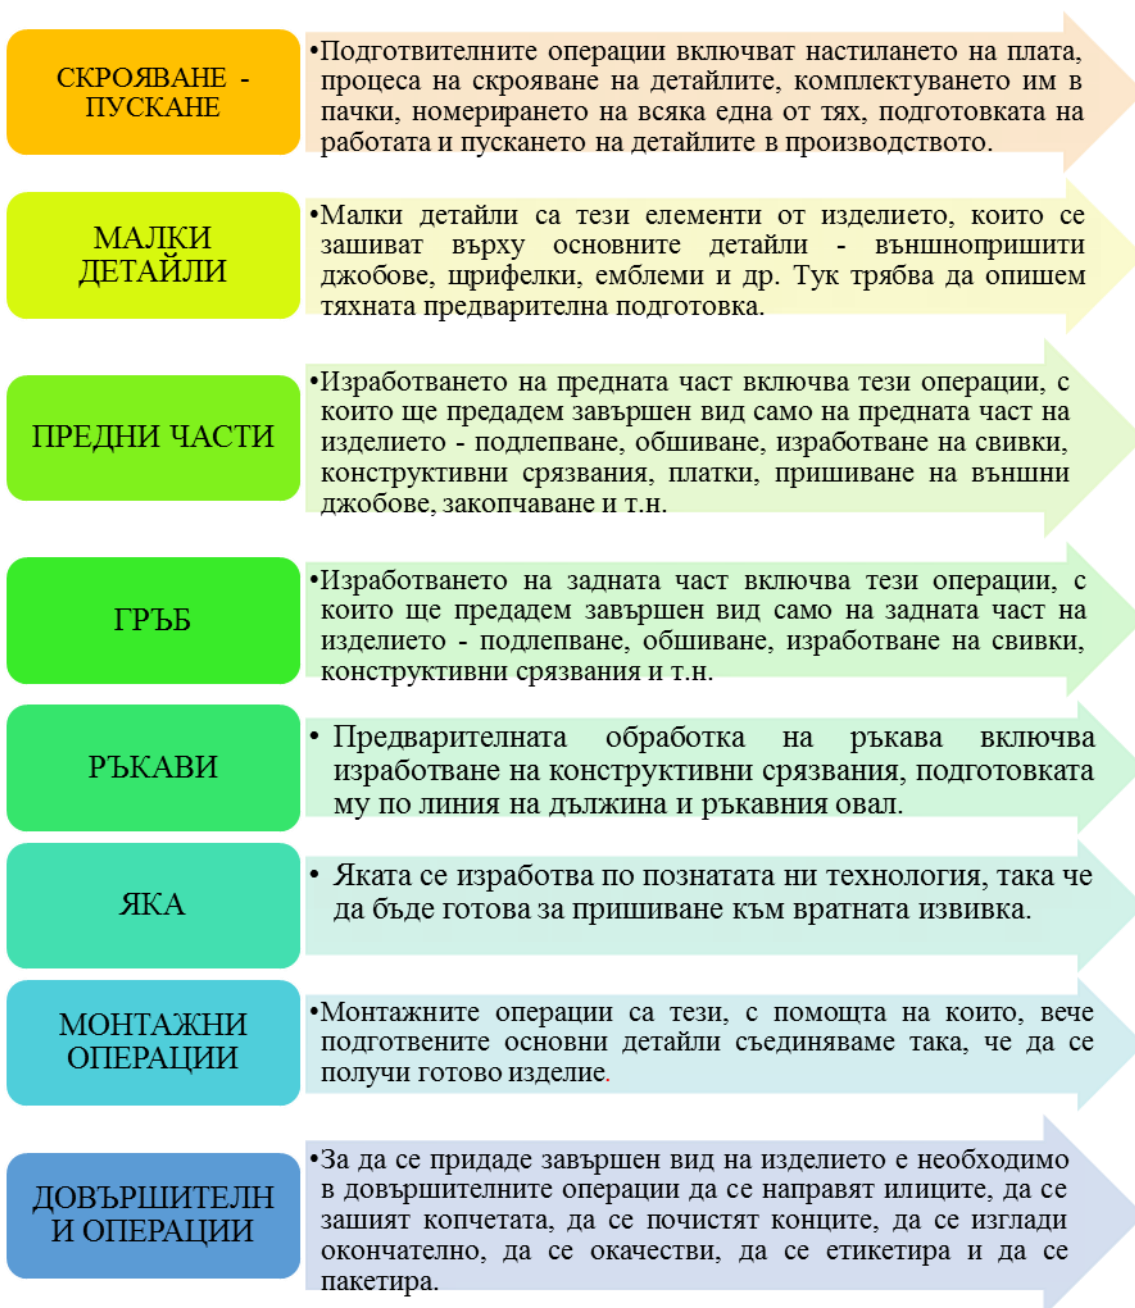 СКРОЯВАНЕ -
ПУСКАНЕ
•Подготвителните операции включват настилането на плата,
процеса на скрояване на детайлите, комплектуването им в
пачки, номерирането на всяка една от тях, подготовката на
работата и пускането на детайлите в производството.
МАЛКИ
ДЕТАЙЛИ
•Малки детайли са тези елементи от изделието, които се
зашиват върху основните детайли - външнопришити
джобове, щрифелки, емблеми и др. Тук трябва да опишем
тяхната предварителна подготовка.
ПРЕДНИ ЧАСТИ
•Изработването на предната част включва тези операции, с
които ще предадем завършен вид само на предната част на
изделието - подлепване, обшиване, изработване на свивки,
конструктивни срязвания, платки, пришиване на външни
джобове, закопчаване и т.н.
ГРЪБ
•Изработването на задната част включва тези операции, с
които ще предадем завършен вид само на задната част на
изделието - подлепване, обшиване, изработване на свивки,
конструктивни срязвания и т.н.
РЪКАВИ
• Предварителната обработка на ръкава включва
изработване на конструктивни срязвания, подготовката
му по линия на дължина и ръкавния овал.
ЯКА
• Яката се изработва по познатата ни технология, така че
да бъде готова за пришиване към вратната извивка.
МОНТАЖНИ
ОПЕРАЦИИ
•Монтажните операции са тези, с помощта на които, вече
подготвените основни детайли съединяваме така, че да се
получи готово изделие.
ДОВЪРШИТЕЛН
И ОПЕРАЦИИ
•За да се придаде завършен вид на изделието е необходимо
в довършителните операции да се направят илиците, да се
зашият копчетата, да се почистят конците, да се изглади
окончателно, да се окачестви, да се етикетира и да се
пакетира.